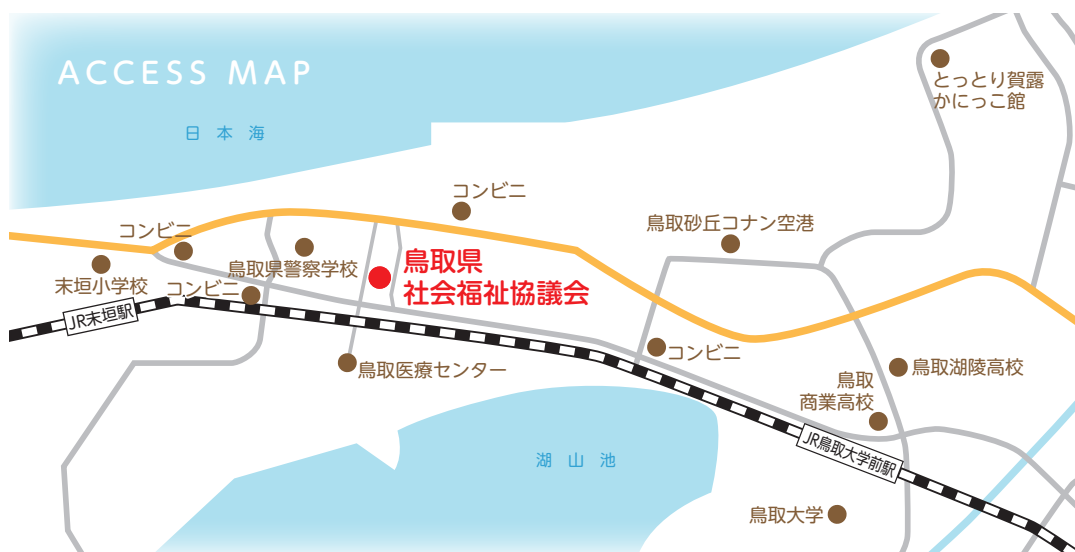 ACCESS MAP
日本海
とっとり賀露
かにっこ館
コンビニ
コンビニ
鳥取砂丘コナン空港
鳥取県
社会福祉協議会
鳥取県警察学校
末垣小学校
コンビニ
JR末垣駅
コンビニ
鳥取医療センター
鳥取湖陵高校
鳥取
商業高校
JR鳥取大学前駅
湖山池
鳥取大学